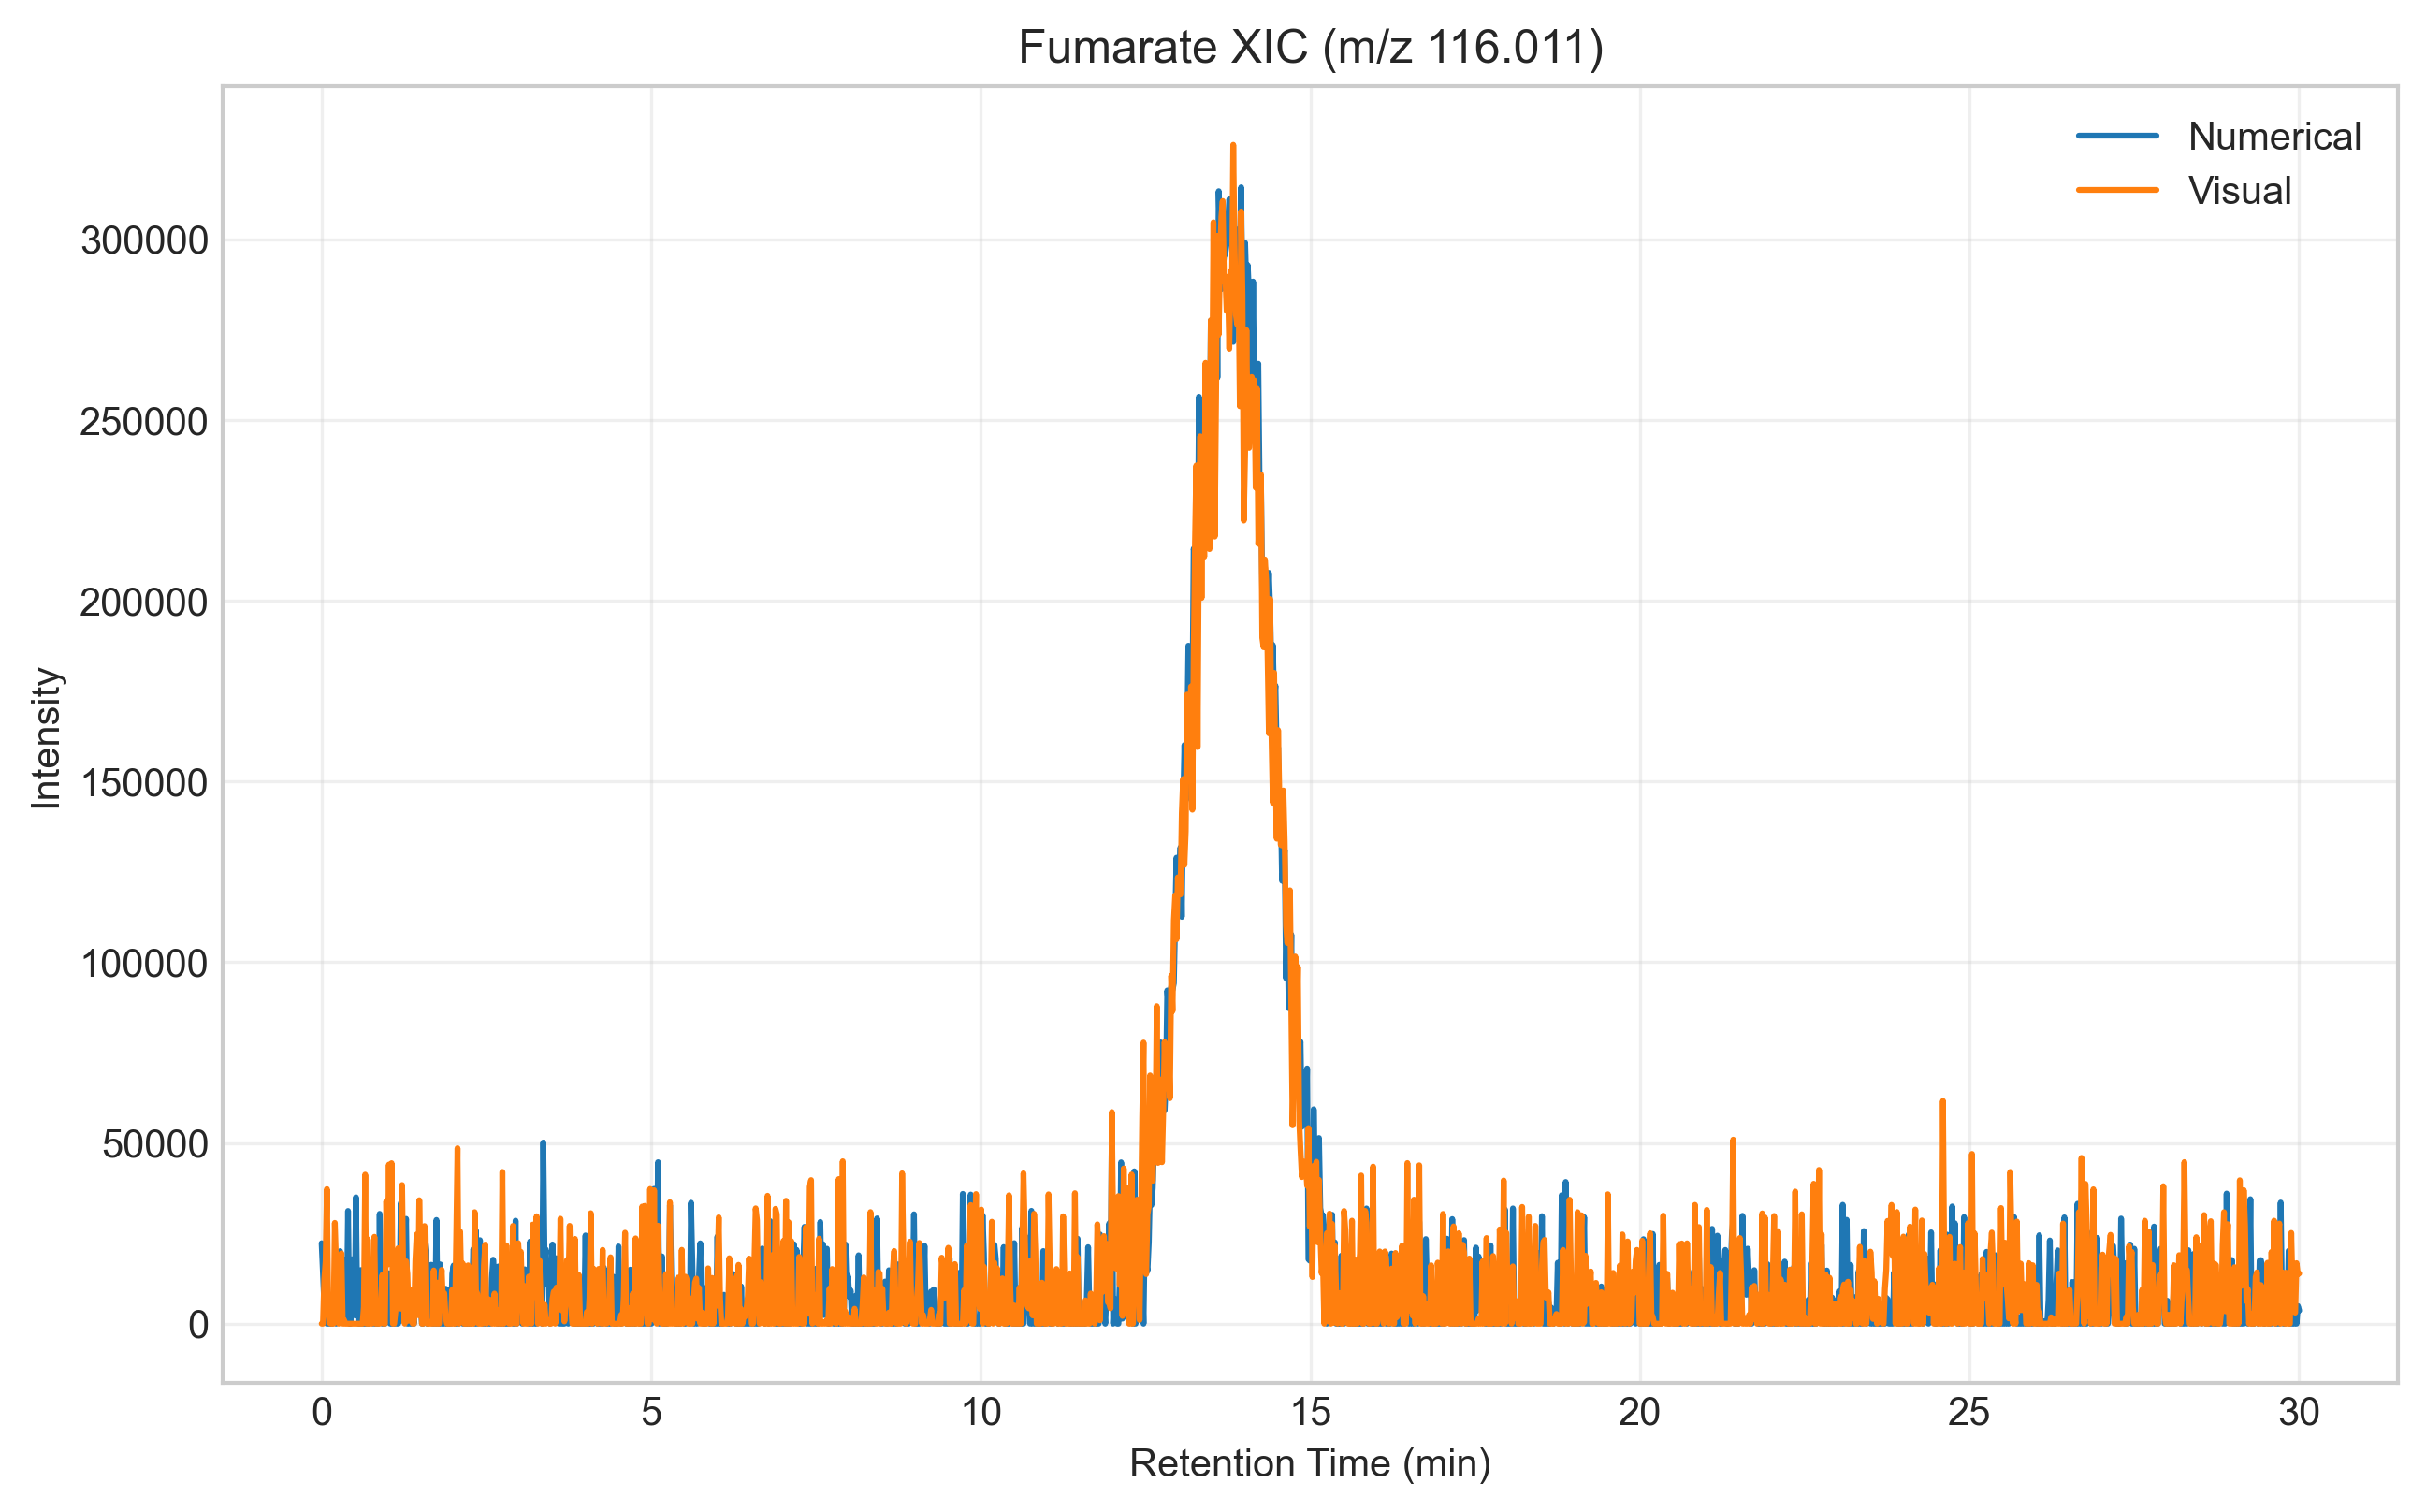 Fumarate XIC (m/z 116.011)
Numerical
Visual
300000
250000
200000
150000
100000
50000
0
Intensity
0 5 10 15 20 25 30
Retention Time (min)